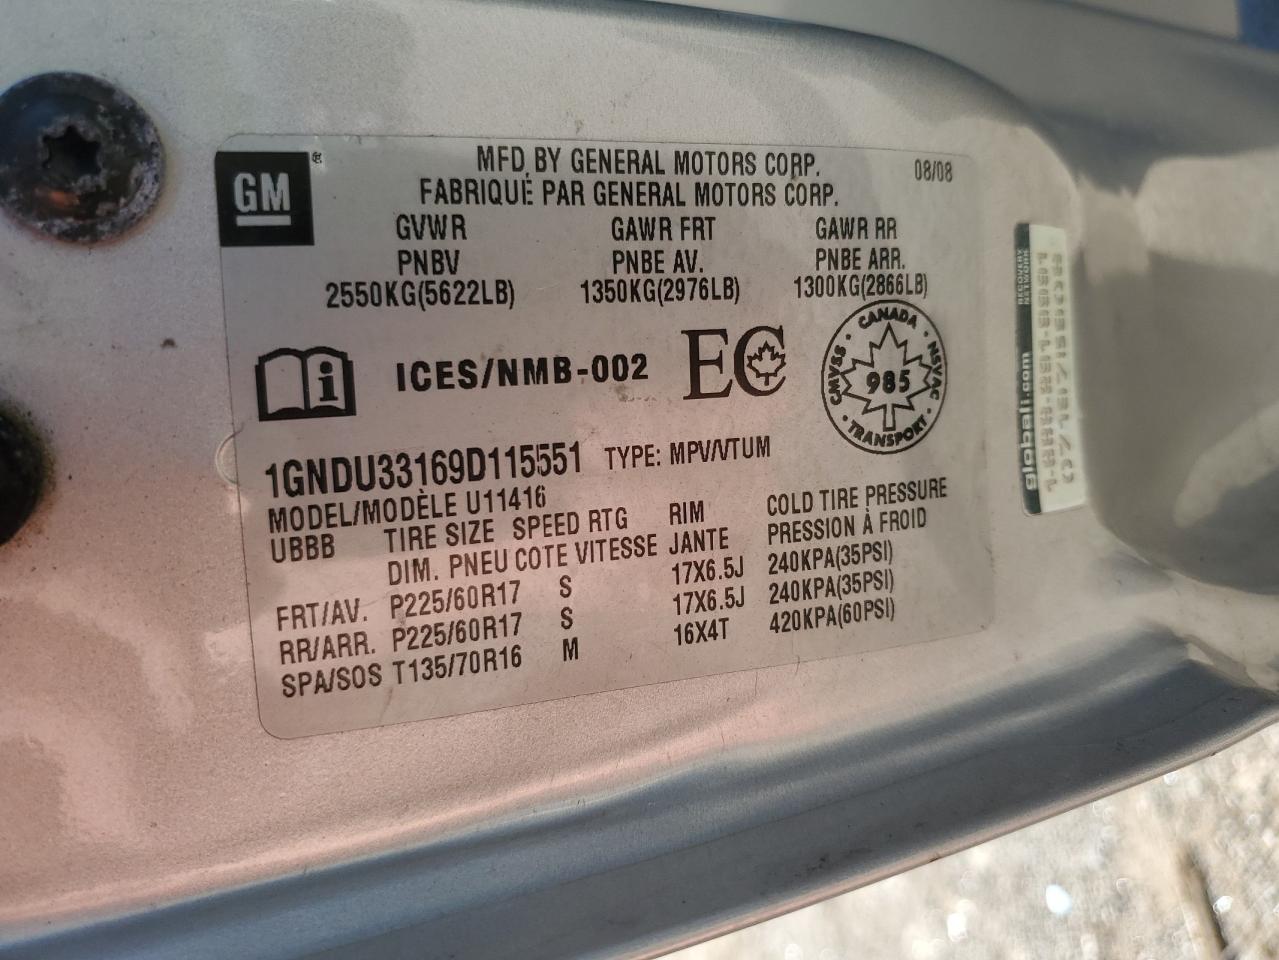 GM
MFD. BY GENERAL MOTORS CORP. 08/08
FABRIQUÉ PAR GENERAL MOTORS CORP.
GVWR GAWR FRT GAWR RR
PNBV PNBE AV. PNBE ARR.
2550KG(5622LB) 1350KG(2976LB) 1300KG(2866LB)
ICES/NMB-002 EC
CANADA
CMVSS 985 NSVAC
TRANSPORT
1GNDU33169D115551 TYPE: MPV/VTUM
MODEL/MODÈLE U11416
UBBB TIRE SIZE SPEED RTG RIM COLD TIRE PRESSURE
DIM. PNEU COTE VITESSE JANTE PRESSION À FROID
FRT/AV. P225/60R17 S 17X6.5J 240KPA(35PSI)
RR/ARR. P225/60R17 S 17X6.5J 240KPA(35PSI)
SPA/SOS T135/70R16 M 16X4T 420KPA(60PSI)
globali.com
RECOVERY
NETWORK